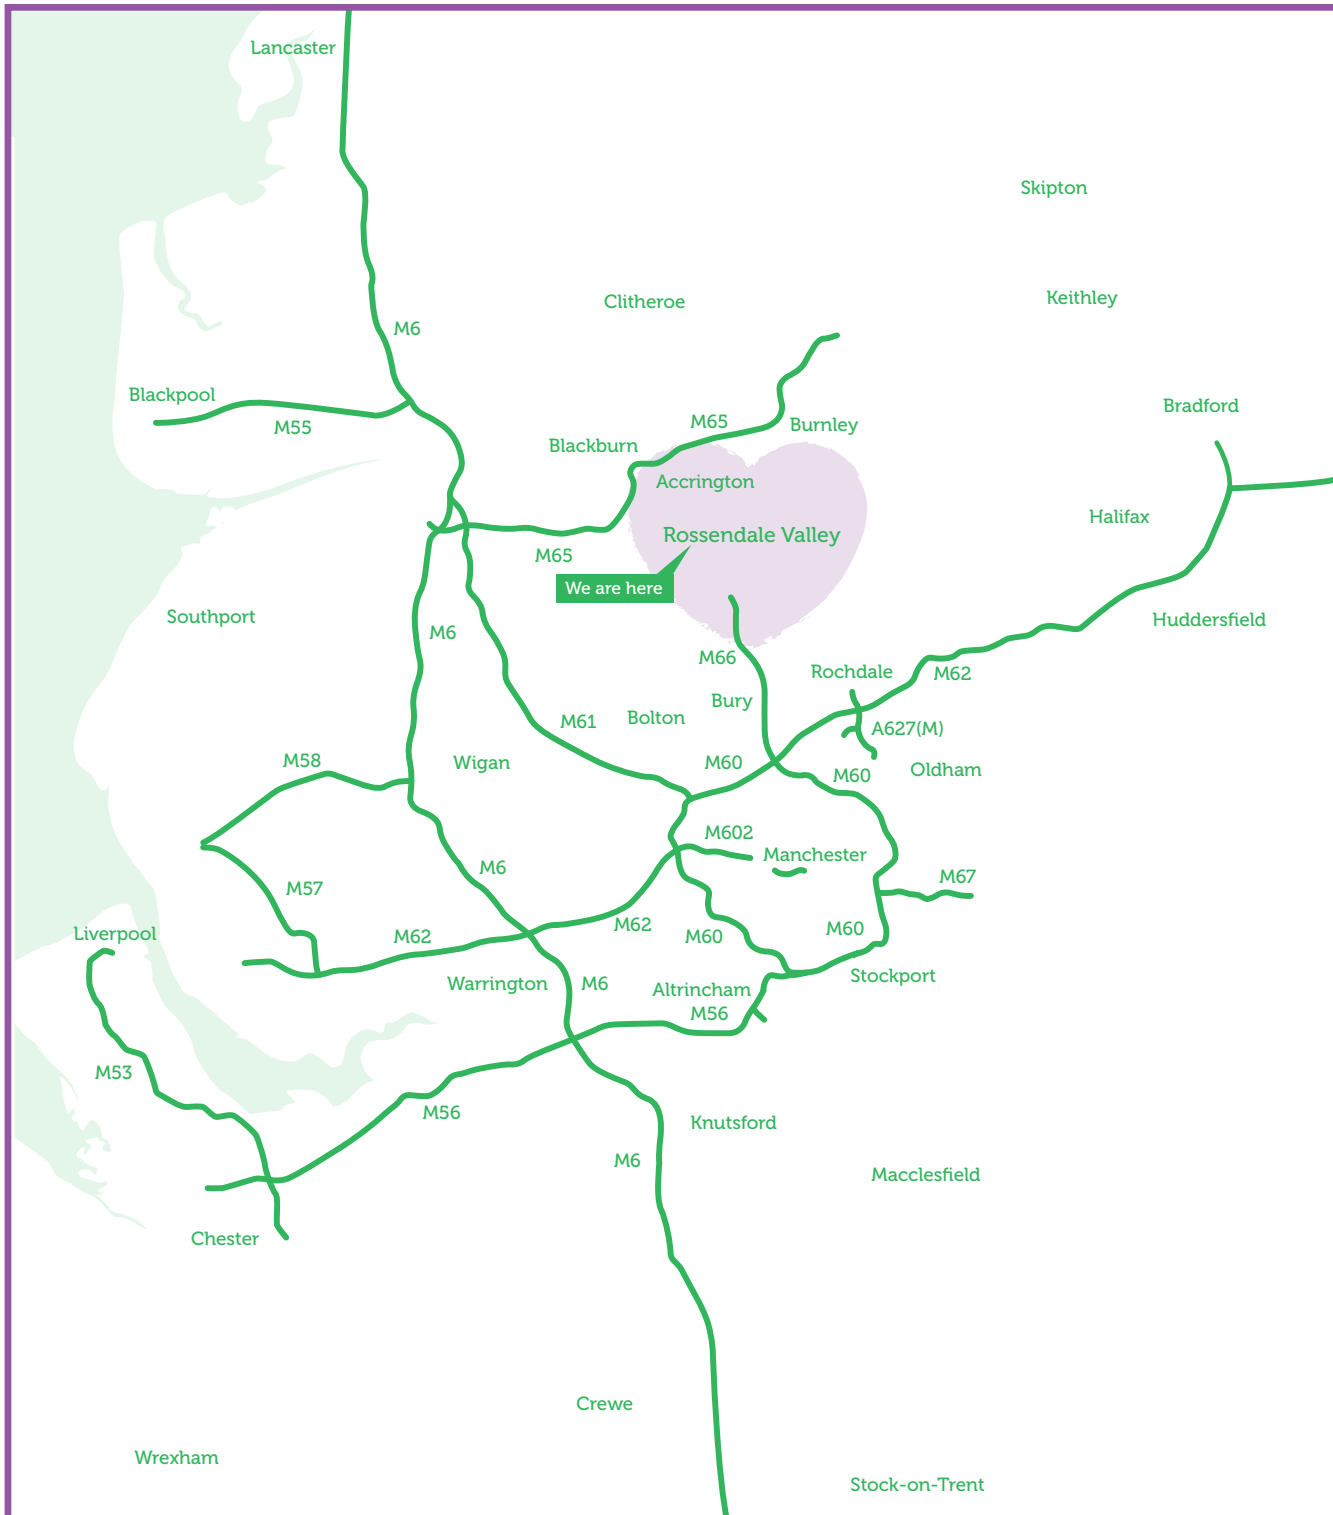 Lancaster
Skipton
Clitheroe
Keithley
M6
Blackpool
M55
Bradford
M65
Burnley
Blackburn
Accrington
Halifax
Rossendale Valley
M65
We are here
Southport
Huddersfield
M6
M66
Rochdale
M62
Bury
Bolton
M61
A627(M)
M58
Wigan
M60
M60
Oldham
M602
Manchester
M6
M67
M57
M62
M60
Liverpool
M62
M60
Stockport
Warrington
M6
Altrincham
M56
M53
M56
Knutsford
M6
Macclesfield
Chester
Crewe
Wrexham
Stock-on-Trent